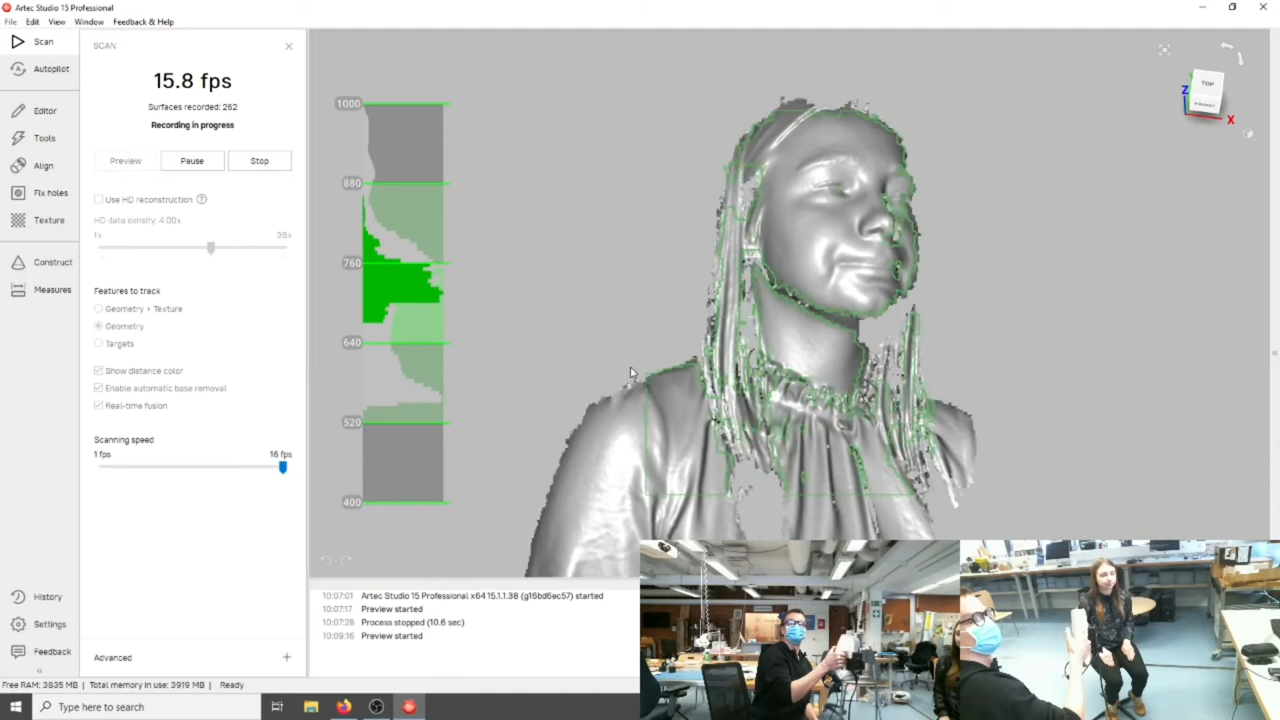 Artec Studio 15 Professional
File Edit View Window Feedback & Help
Scan
Autopilot
Editor
Tools
Align
Fix holes
Texture
Construct
Measures
History
Settings
Feedback
SCAN
15.8 fps
Surfaces recorded: 262
Recording in progress
Preview Pause Stop
Use HD reconstruction ?
HD data density: 4.00x
1x
Features to track
Geometry + Texture
Geometry
Targets
Show distance color
Enable automatic base removal
Real-time fusion
Scanning speed
1 fps 16 fps
Advanced +
1000
880
760
640
520
400
TOP
Z
X
10:07:01 Artec Studio 15 Professional x64 15.1.1.38 (g16bd6ec57) started
10:07:17 Preview started
10:07:28 Process stopped (10.6 sec)
10:09:16 Preview started
Free RAM: 3835 MB | Total memory in use: 3919 MB | Ready
Type here to search